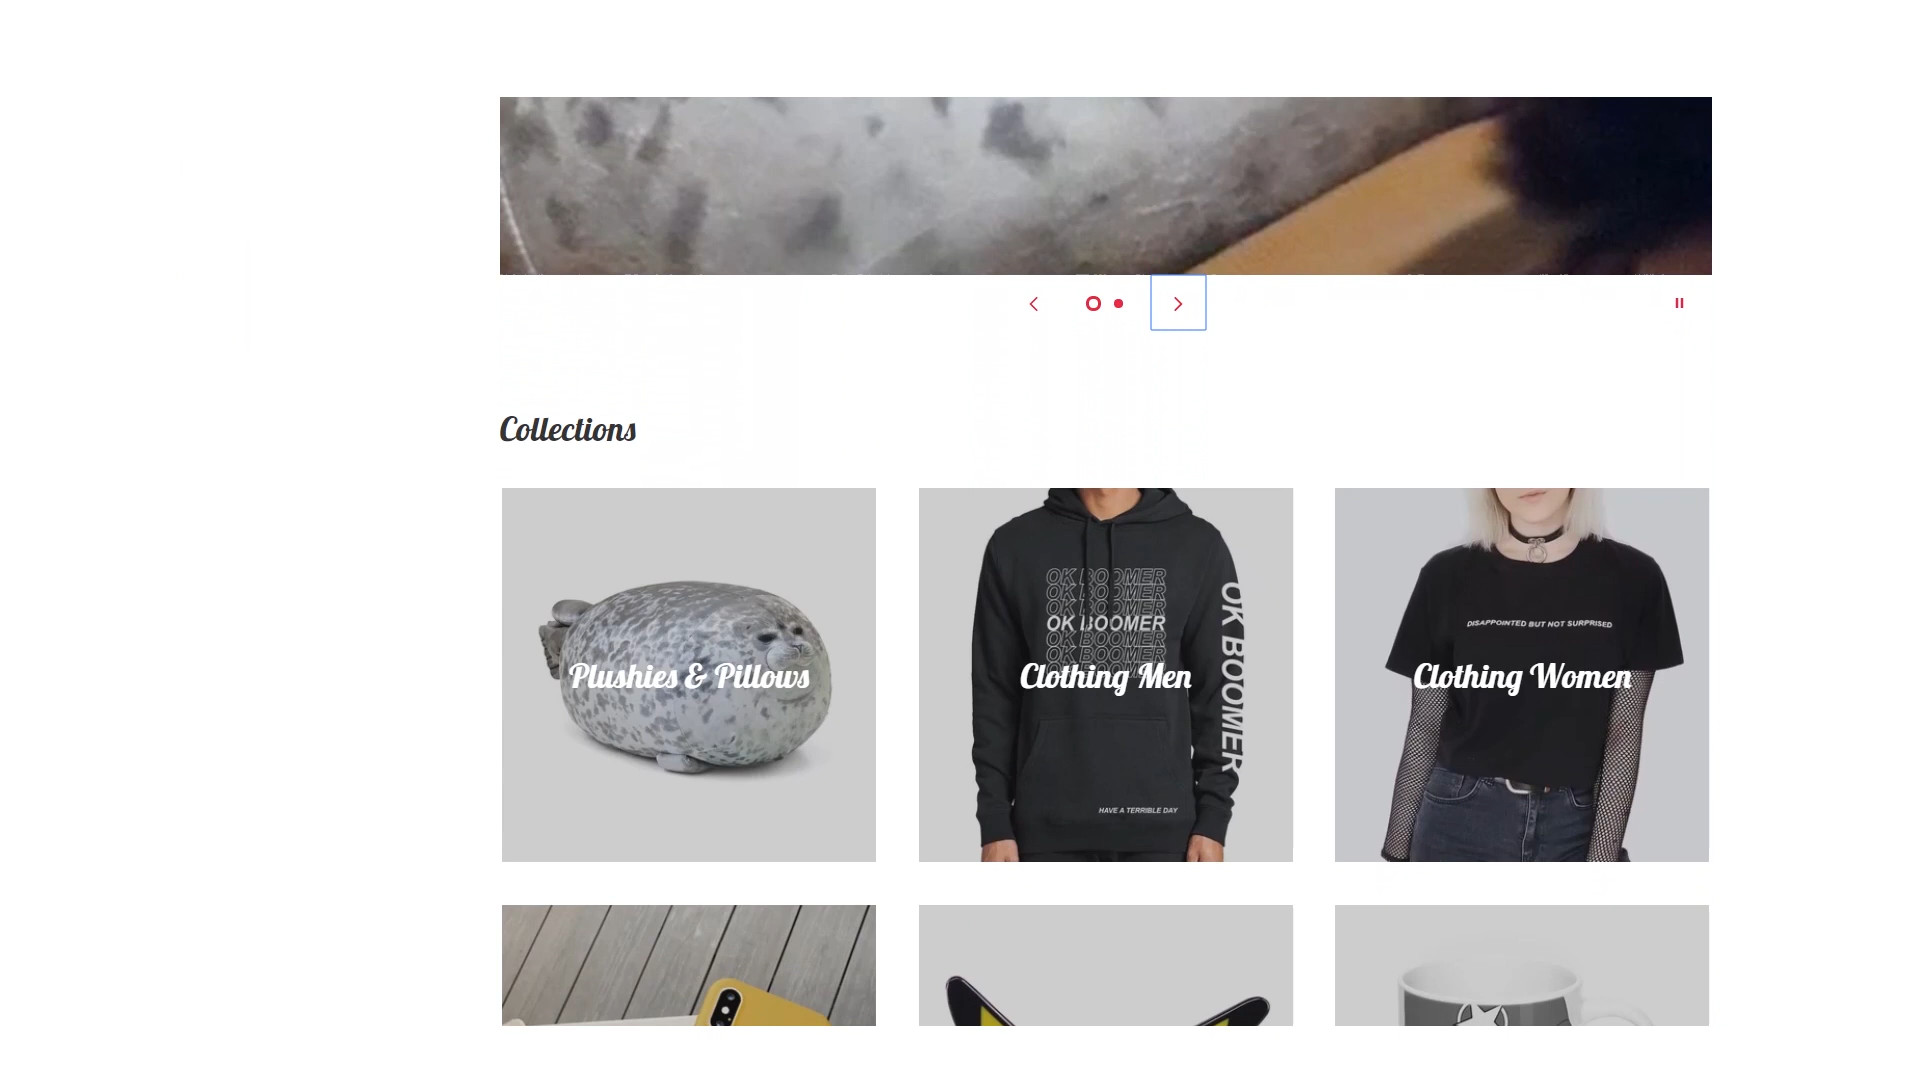 Collections
Plushies & Pillows
OK BOOMER
OK BOOMER
OK BOOMER
OK BOOMER
OK BOOMER
OK BOOMER
OK BOOMER
Clothing Men
OK BOOMER
HAVE A TERRIBLE DAY
DISAPPOINTED BUT NOT SURPRISED
Clothing Women